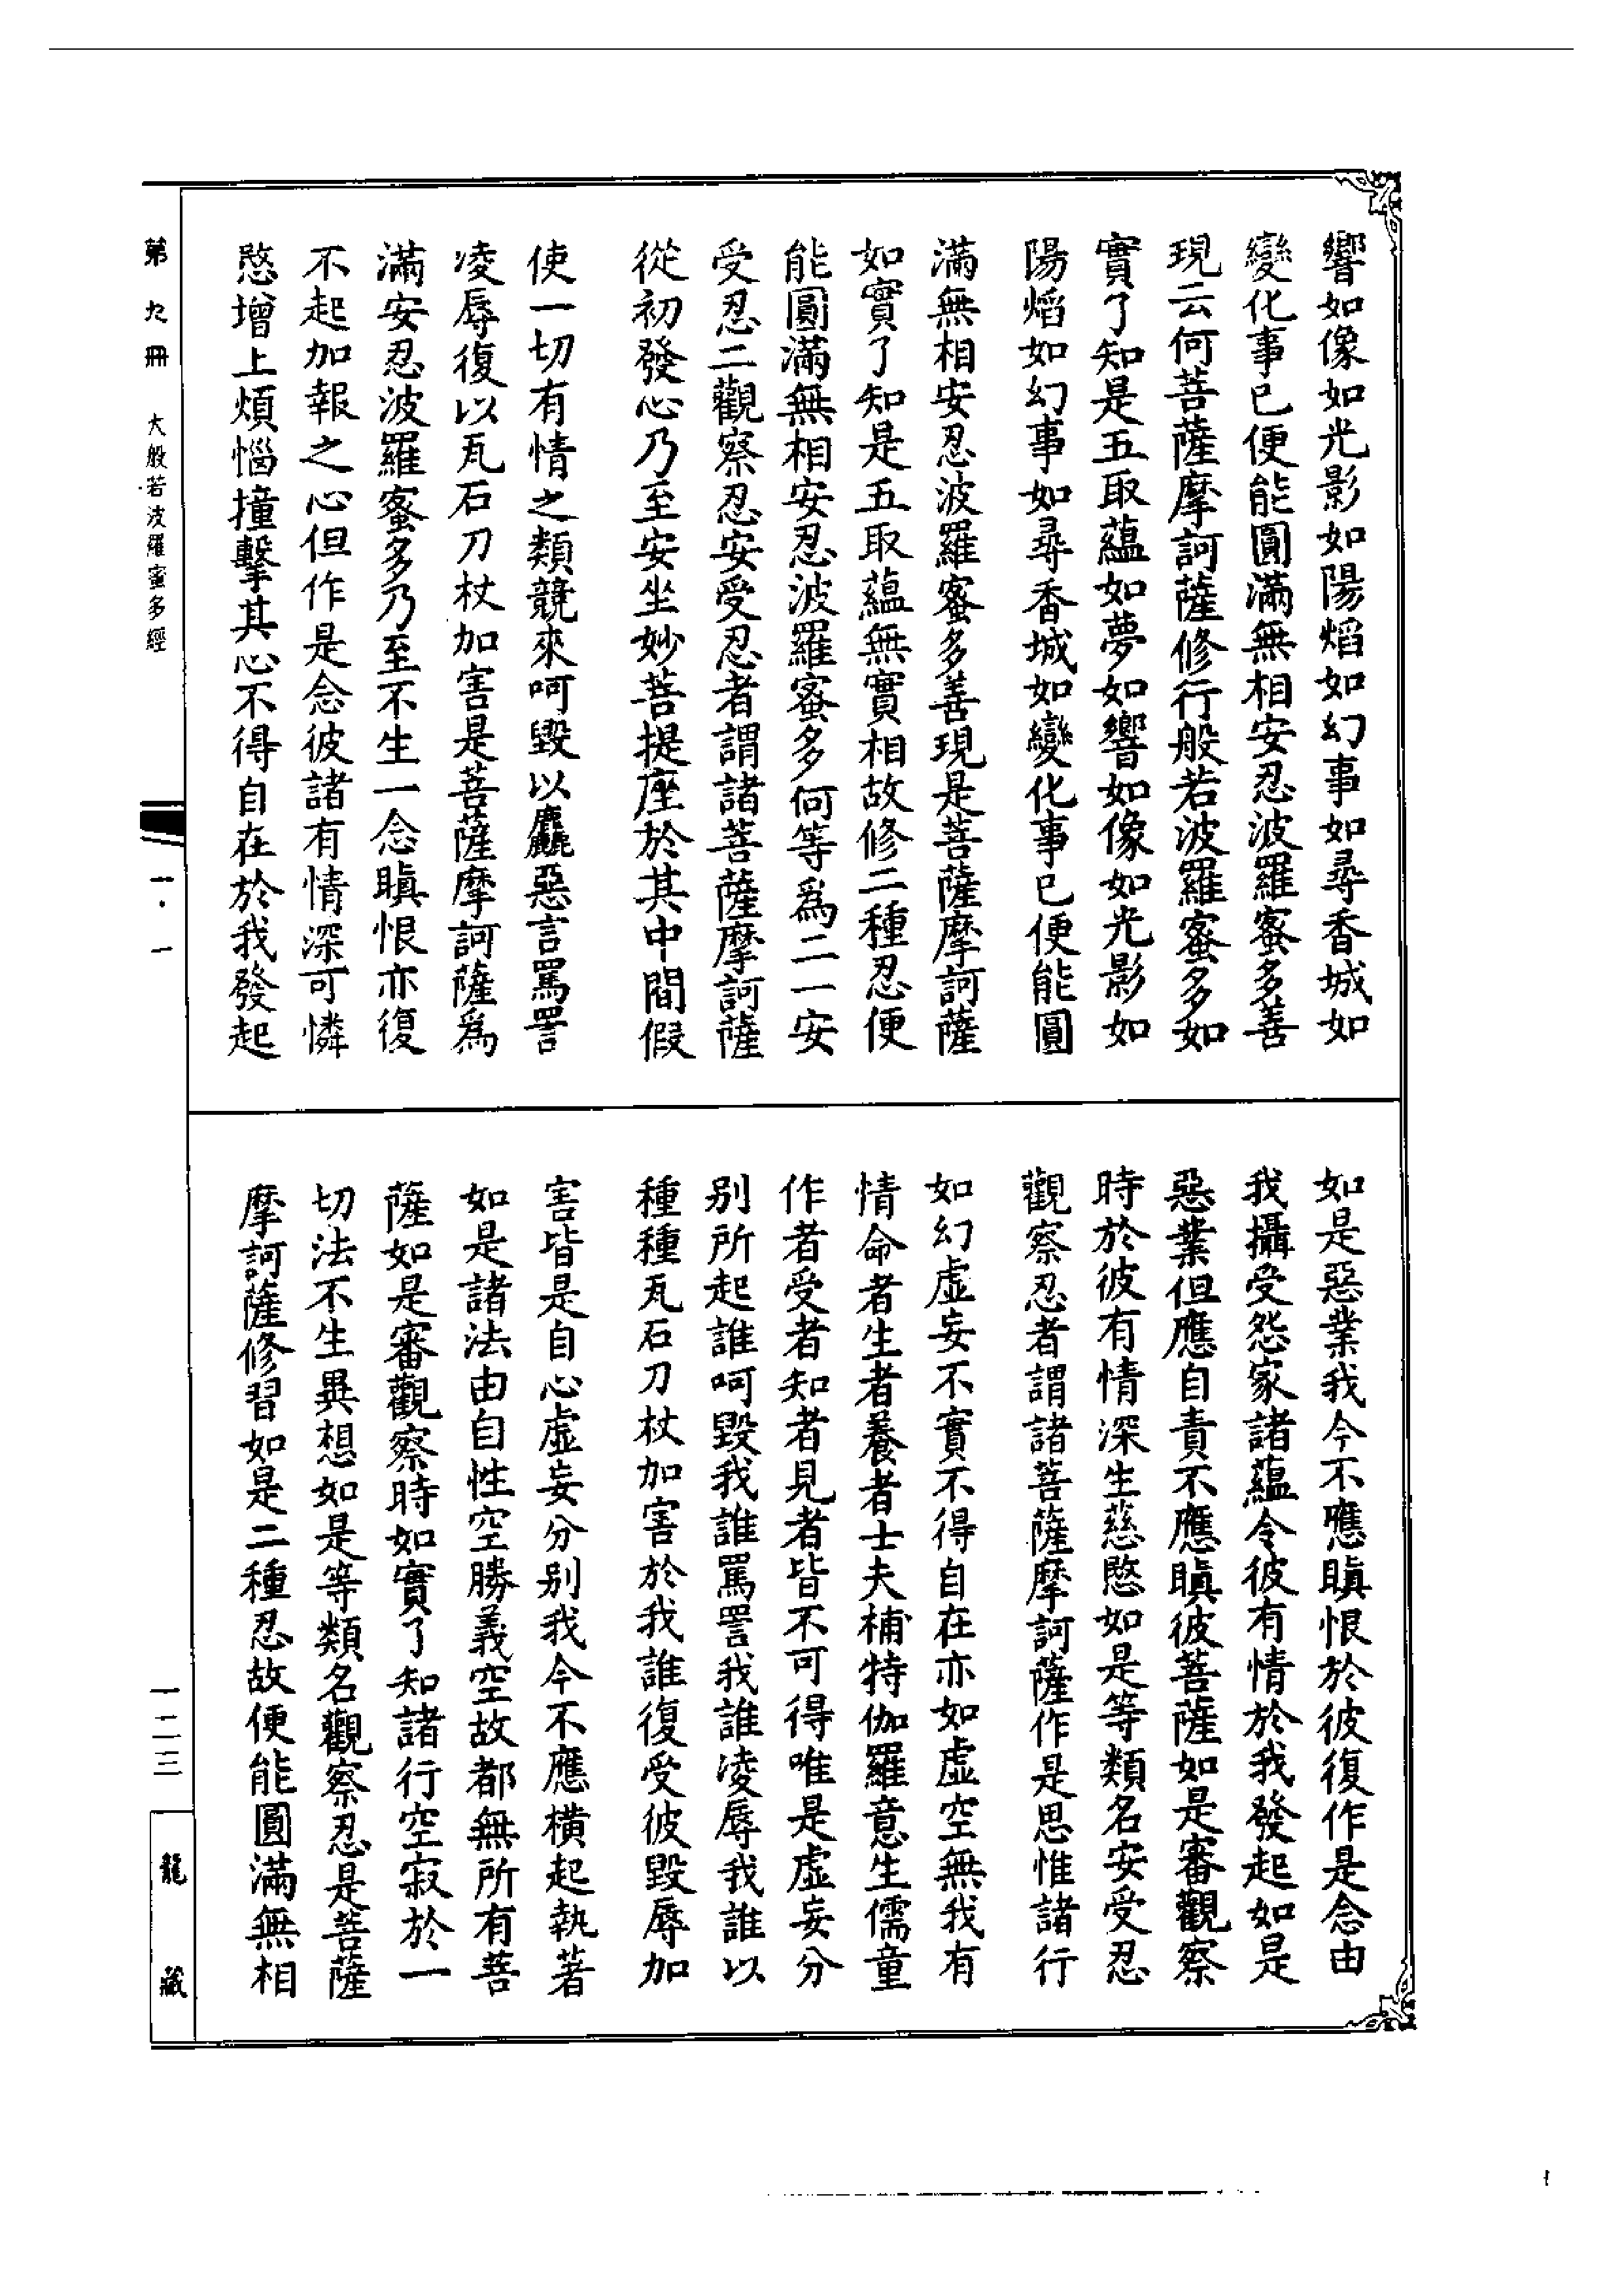 響如像如光影如陽焰如幻事如尋香城如
變化事已便能圓滿無相安忍波羅蜜多善
現云何菩薩摩訶薩修行般若波羅蜜多如
實了知是五取蘊如夢如響如像如光影如
陽焰如幻事如尋香城如變化事已便能圓
滿無相安忍波羅蜜多善現是菩薩摩訶薩
如實了知是五取蘊無實相故修二種忍便
能圓滿無相安忍波羅蜜多何等爲二一安
受忍二觀察忍安受忍者謂諸菩薩摩訶薩
從初發心乃至安坐妙菩提座於其中間假
使一切有情之類競來呵毀以麤惡言罵詈
凌辱復以瓦石刀杖加害是菩薩摩訶薩爲
滿安忍波羅蜜多乃至不生一念瞋恨亦復
不起加報之心但作是念彼諸有情深可憐
愍增上煩惱撞擊其心不得自在於我發起
如是惡業我今不應瞋恨於彼復作是念由
我攝受怨家諸蘊令彼有情於我發起如是
惡業但應自責不應瞋彼菩薩如是審觀察
時於彼有情深生慈愍如是等類名安受忍
觀察忍者謂諸菩薩摩訶薩作是思惟諸行
如幻虛妄不實不得自在亦如虛空無我有
情命者生者養者士夫補特伽羅意生儒童
作者受者知者見者皆不可得唯是虛妄分
別所起誰呵毀我誰罵詈我誰凌辱我誰以
種種瓦石刀杖加害於我誰復受彼毀辱加
害皆是自心虛妄分別我今不應橫起執著
如是諸法由自性空勝義空故都無所有菩
薩如是審觀察時如實了知諸行空寂於一
切法不生異想如是等類名觀察忍是菩薩
摩訶薩修習如是二種忍故便能圓滿無相
第九冊 大般若波羅蜜多經
一·一
一二三
龍藏